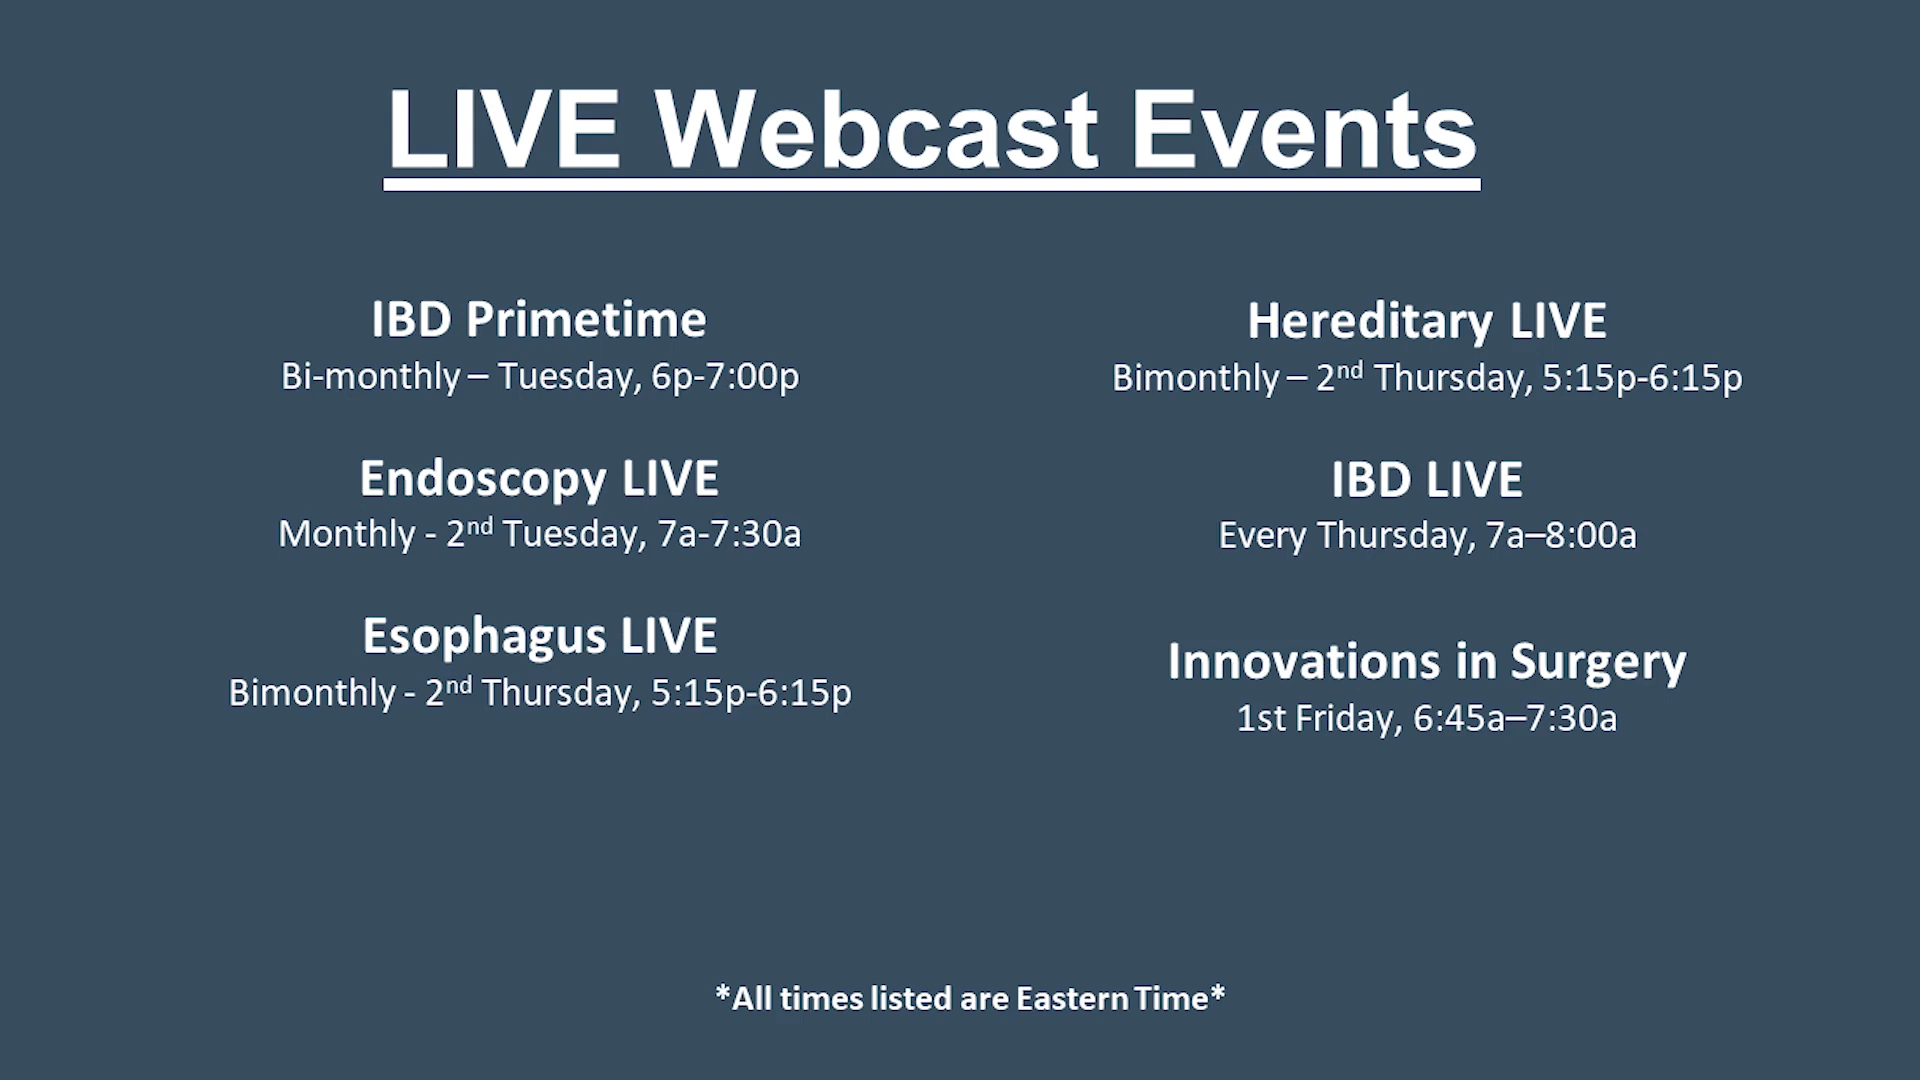 LIVE Webcast Events
IBD Primetime
Bi-monthly – Tuesday, 6p-7:00p
Endoscopy LIVE
Monthly - 2nd Tuesday, 7a-7:30a
Esophagus LIVE
Bimonthly - 2nd Thursday, 5:15p-6:15p
Hereditary LIVE
Bimonthly – 2nd Thursday, 5:15p-6:15p
IBD LIVE
Every Thursday, 7a–8:00a
Innovations in Surgery
1st Friday, 6:45a–7:30a
*All times listed are Eastern Time*